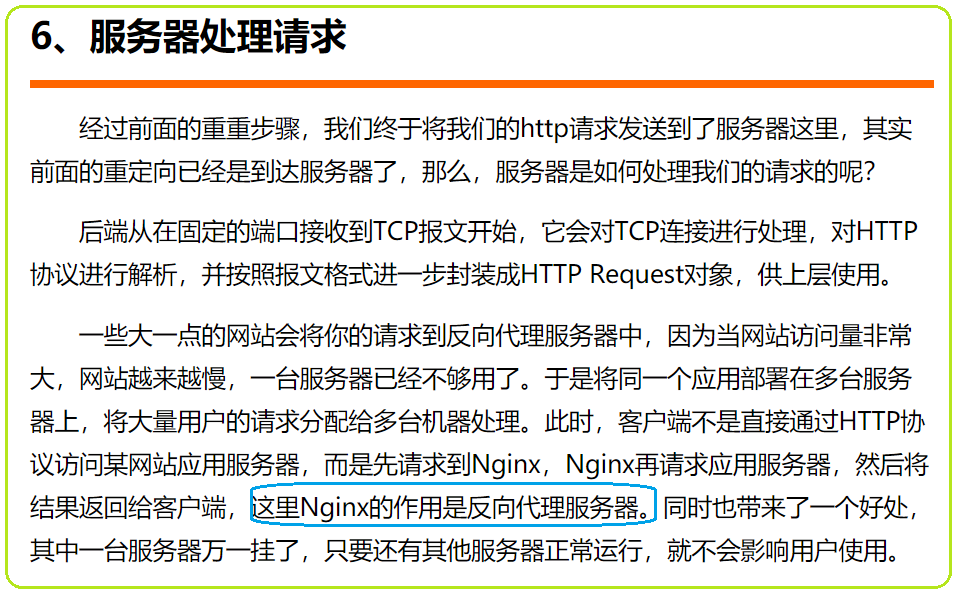 6、服务器处理请求
经过前面的重重步骤，我们终于将我们的http请求发送到了服务器这里，其实
前面的重定向已经是到达服务器了，那么，服务器是如何处理我们的请求的呢？
后端从在固定的端口接收到TCP报文开始，它会对TCP连接进行处理，对HTTP
协议进行解析，并按照报文格式进一步封装成HTTP Request对象，供上层使用。
一些大一点的网站会将你的请求到反向代理服务器中，因为当网站访问量非常
大，网站越来越慢，一台服务器已经不够用了。于是将同一个应用部署在多台服务
器上，将大量用户的请求分配给多台机器处理。此时，客户端不是直接通过HTTP协
议访问某网站应用服务器，而是先请求到Nginx，Nginx再请求应用服务器，然后将
结果返回给客户端，这里Nginx的作用是反向代理服务器。同时也带来了一个好处，
其中一台服务器万一挂了，只要还有其他服务器正常运行，就不会影响用户使用。